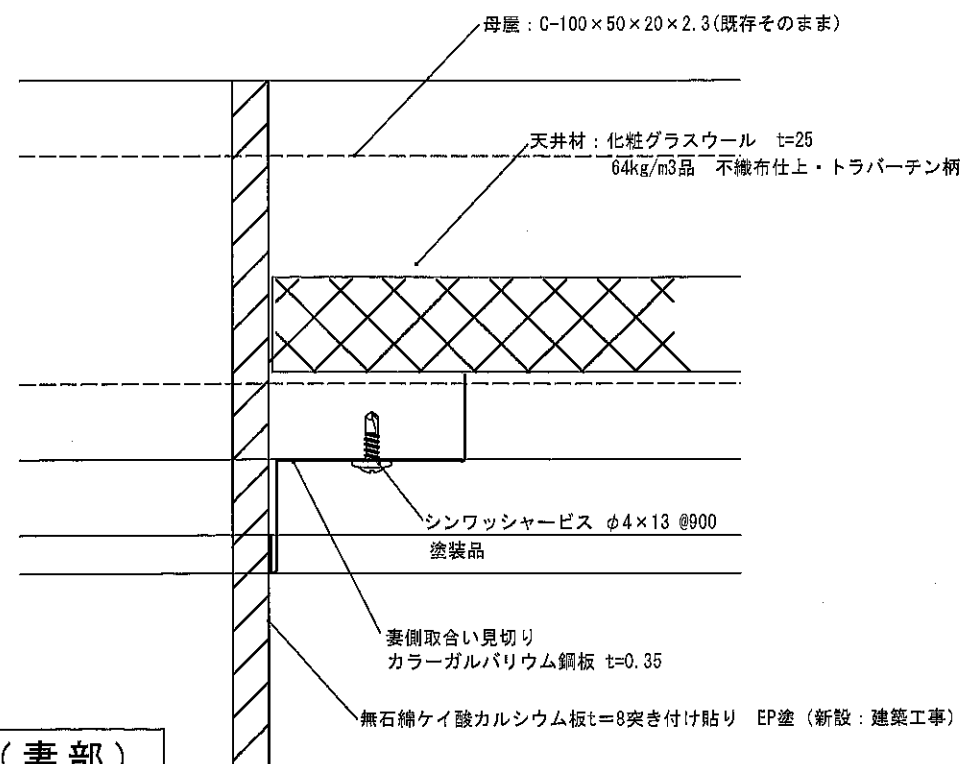 母屋：C-100×50×20×2.3(既存そのまま)
天井材：化粧グラスウール t=25
64kg/m3品 不織布仕上・トラバーチン柄
シンワッシャービス φ4×13 @900
塗装品
妻側取合い見切り
カラーガルバリウム鋼板 t=0.35
無石綿ケイ酸カルシウム板t=8突き付け貼り EP塗（新設：建築工事）
（妻部）